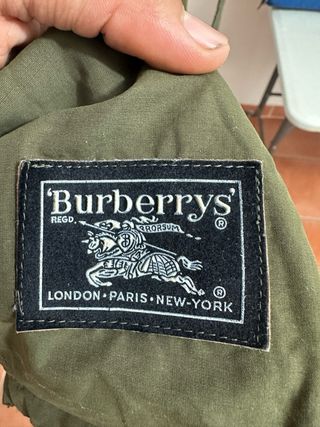 'Burberrys'
REGD.
PRORSUM
®
®
LONDON • PARIS • NEW-YORK